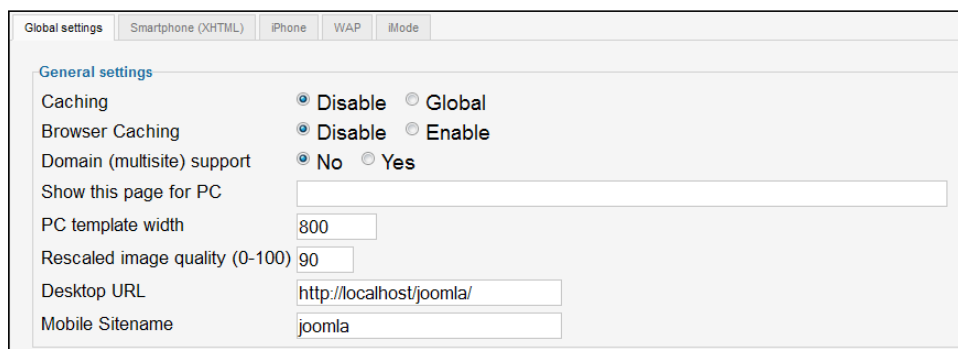 Global settings Smartphone (XHTML) iPhone WAP iMode
General settings
Caching Disable Global
Browser Caching Disable Enable
Domain (multisite) support No Yes
Show this page for PC
PC template width 800
Rescaled image quality (0-100) 90
Desktop URL http://localhost/joomla/
Mobile Sitename joomla